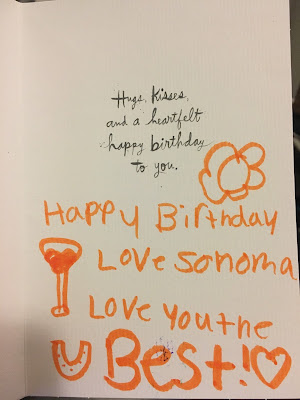 Hugs, Kisses,
and a heartfelt
happy birthday
to you.
Happy Birthday
Love Sonoma
Love You the
Best!